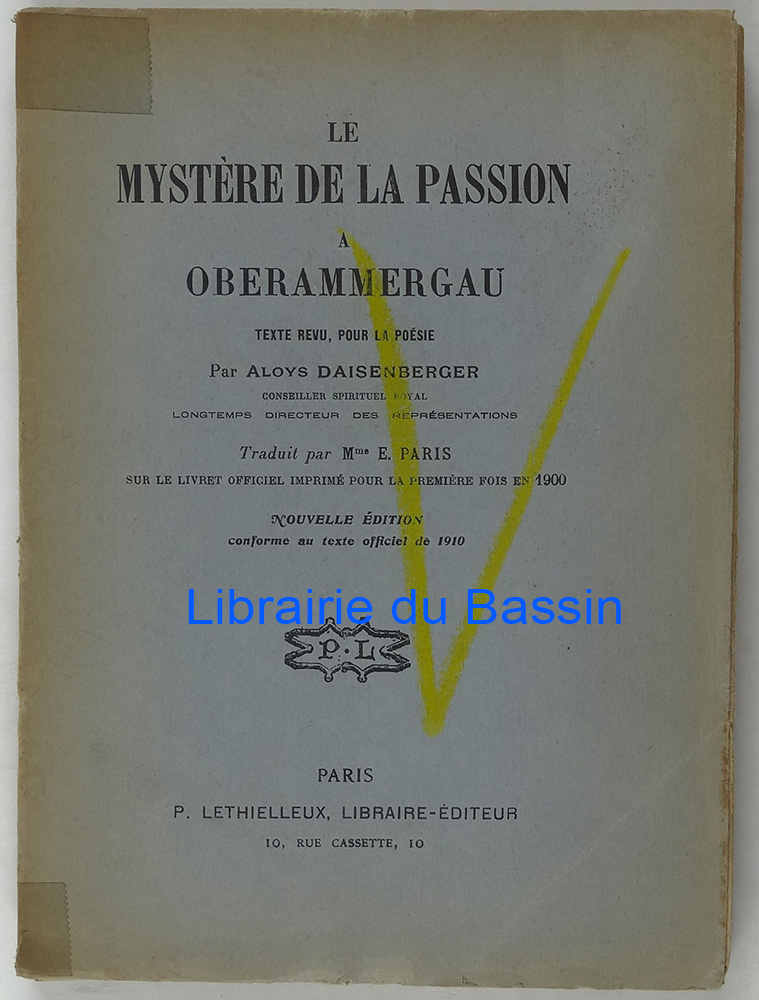 LE
MYSTÈRE DE LA PASSION
A
OBERAMMERGAU
TEXTE REVU, POUR LA POÉSIE
Par ALOYS DAISENBERGER
CONSEILLER SPIRITUEL ROYAL
LONGTEMPS DIRECTEUR DES REPRÉSENTATIONS
Traduit par Mme E. PARIS
SUR LE LIVRET OFFICIEL IMPRIMÉ POUR LA PREMIÈRE FOIS EN 1900
NOUVELLE ÉDITION
conforme au texte officiel de 1910
Librairie du Bassin
P. L
PARIS
P. LETHIELLEUX, LIBRAIRE-ÉDITEUR
10, RUE CASSETTE, 10